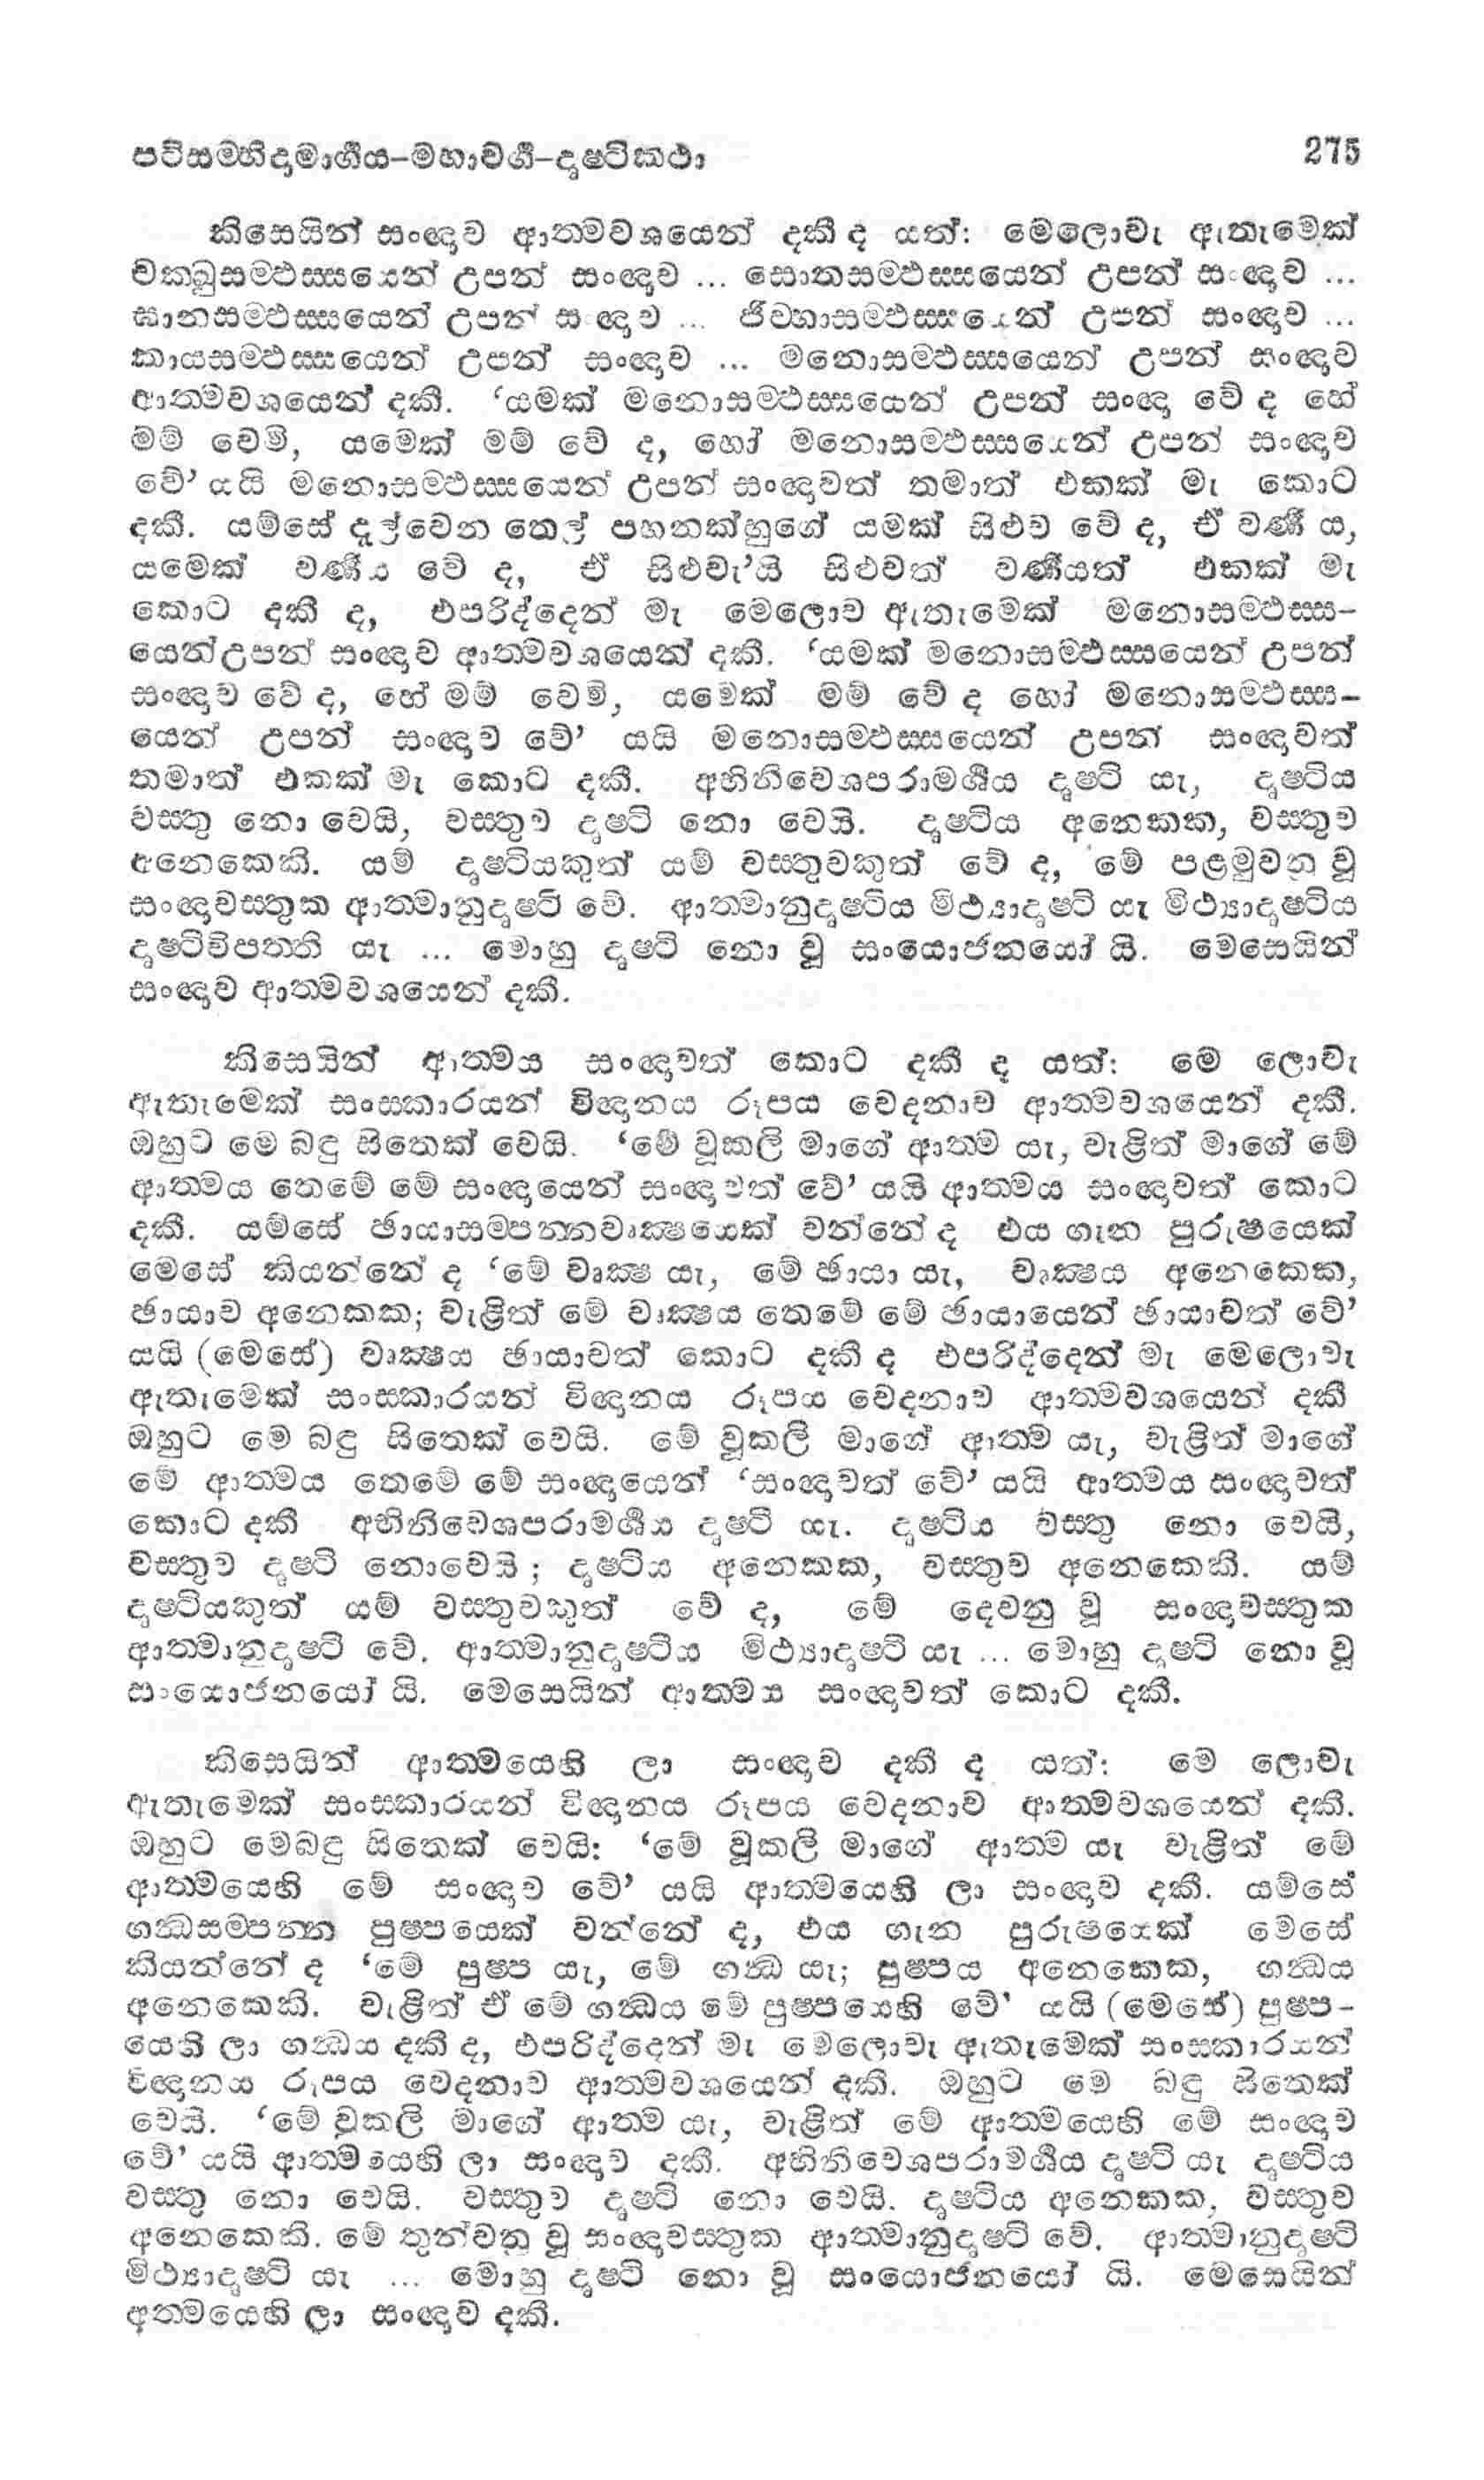 පටිසම්භිදාමාර්ගය-මහාවර්ග-දෘෂ්ටිකථා 275
කිසෙයින් සංඥාව ආත්මවශයෙන් දකී ද යත්: මෙලොවැ ඇතැමෙක්
චක්ඛුසම්ඵස්සයෙන් උපන් සංඥාව ... සොතසම්ඵස්සයෙන් උපන් සංඥාව ...
ඝානසම්ඵස්සයෙන් උපන් සංඥාව ... ජිව්හාසම්ඵස්සයෙන් උපන් සංඥාව ...
කායසම්ඵස්සයෙන් උපන් සංඥාව ... මනොසම්ඵස්සයෙන් උපන් සංඥාව
ආත්මවශයෙන් දකී. ‘යමක් මනොසම්ඵස්සයෙන් උපන් සංඥා වේ ද හේ
මම් වෙමි, යමෙක් මම් වේ ද, හෝ මනොසම්ඵස්සයෙන් උපන් සංඥාව
වේ’ යයි මනොසම්ඵස්සයෙන් උපන් සංඥාවත් තමාත් එකක් මැ කොට
දකී. යම්සේ දැල්වෙන තෙල් පහනක්හුගේ යමක් සිළුව වේ ද, ඒ වර්ණ ය,
යමෙක් වර්ණය වේ ද, ඒ සිළුවැ’යි සිළුවත් වර්ණයත් එකක් මැ
කොට දකී ද, එපරිද්දෙන් මැ මෙලොව ඇතැමෙක් මනොසම්ඵස්ස-
යෙන්උපන් සංඥාව ආත්මවශයෙන් දකී. ‘යමක් මනොසම්ඵස්සයෙන් උපන්
සංඥාව වේ ද, හේ මම් වෙමි, යමෙක් මම් වේ ද හෝ මනොසම්ඵස්ස-
යෙන් උපන් සංඥාව වේ’ යයි මනොසම්ඵස්සයෙන් උපන් සංඥාවත්
තමාත් එකක් මැ කොට දකී. අභිනිවෙශපරාමර්ශය දෘෂ්ටි යැ, දෘෂ්ටිය
වස්තු නො වෙයි, වස්තුව දෘෂ්ටි නො වෙයි. දෘෂ්ටිය අනෙකක, වස්තුව
අනෙකෙකි. යම් දෘෂ්ටියකුත් යම් වස්තුවකුත් වේ ද, මේ පළමුවනු වූ
සංඥාවස්තුක ආත්මානුදෘෂ්ටි වේ. ආත්මානුදෘෂ්ටිය මිථ්‍යාදෘෂ්ටි යැ මිථ්‍යාදෘෂ්ටිය
දෘෂ්ටිවිපත්ති යැ ... මොහු දෘෂ්ටි නො වූ සංයොජනයෝ යි. මෙසෙයින්
සංඥාව ආත්මවශයෙන් දකී.
කිසෙයින් ආත්මය සංඥාවත් කොට දකී ද යත්: මෙ ලොවැ
ඇතැමෙක් සංස්කාරයන් විඥානය රූපය වෙදනාව ආත්මවශයෙන් දකී.
ඔහුට මෙ බඳු සිතෙක් වෙයි. ‘මේ වූකලි මාගේ ආත්ම යැ, වැළිත් මාගේ මේ
ආත්මය තෙමේ මේ සංඥායෙන් සංඥාවත් වේ’ යයි ආත්මය සංඥාවත් කොට
දකී. යම්සේ ඡායාසම්පන්නවෘක්ෂයෙක් වන්නේ ද එය ගැන පුරුෂයෙක්
මෙසේ කියන්නේ ද ‘මේ වෘක්ෂ යැ, මේ ඡායා යැ, වෘක්ෂය අනෙකෙක,
ඡායාව අනෙකක; වැළිත් මේ වෘක්ෂය තෙමේ මේ ඡායායෙන් ඡායාවත් වේ’
යයි (මෙසේ) වෘක්ෂය ඡායාවත් කොට දකී ද එපරිද්දෙන් මැ මෙලොවැ
ඇතැමෙක් සංස්කාරයන් විඥානය රූපය වෙදනාව ආත්මවශයෙන් දකී
ඔහුට මෙ බඳු සිතෙක් වෙයි. මේ වූකලි මාගේ ආත්ම යැ, වැළිත් මාගේ
මේ ආත්මය තෙමේ මේ සංඥායෙන් ‘සංඥාවත් වේ’ යයි ආත්මය සංඥාවත්
කොට දකී අභිනිවෙශපරාමර්ශය දෘෂ්ටි යැ. දෘෂ්ටිය වස්තු නො වෙයි,
වස්තුව දෘෂ්ටි නොවෙයි; දෘෂ්ටිය අනෙකක, වස්තුව අනෙකෙකි. යම්
දෘෂ්ටියකුත් යම් වස්තුවකුත් වේ ද, මේ දෙවනු වූ සංඥාවස්තුක
ආත්මානුදෘෂ්ටි වේ. ආත්මානුදෘෂ්ටිය මිථ්‍යාදෘෂ්ටි යැ ... මොහු දෘෂ්ටි නො වූ
සංයොජනයෝ යි. මෙසෙයින් ආත්මය සංඥාවත් කොට දකී.
කිසෙයින් ආත්මයෙහි ලා සංඥාව දකී ද යත්: මෙ ලොවැ
ඇතැමෙක් සංස්කාරයන් විඥානය රූපය වෙදනාව ආත්මවශයෙන් දකී.
ඔහුට මෙබඳු සිතෙක් වෙයි: ‘මේ වූකලි මාගේ ආත්ම යැ වැළිත් මේ
ආත්මයෙහි මේ සංඥාව වේ’ යයි ආත්මයෙහි ලා සංඥාව දකී. යම්සේ
ගන්ධසම්පන්න පුෂ්පයෙක් වන්නේ ද, එය ගැන පුරුෂයෙක් මෙසේ
කියන්නේ ද ‘මේ පුෂ්ප යැ, මේ ගන්ධ යැ; පුෂ්පය අනෙකෙක, ගන්ධය
අනෙකෙකි. වැළිත් ඒ මේ ගන්ධය මේ පුෂ්පයෙහි වේ’ යයි (මෙසේ) පුෂ්ප-
යෙහි ලා ගන්ධය දකී ද, එපරිද්දෙන් මැ මෙලොවැ ඇතැමෙක් සංස්කාරයන්
විඥානය රූපය වෙදනාව ආත්මවශයෙන් දකී. ඔහුට මෙ බඳු සිතෙක්
වෙයි. ‘මේ වූකලි මාගේ ආත්ම යැ, වැළිත් මේ ආත්මයෙහි මේ සංඥාව
වේ’ යයි ආත්මයෙහි ලා සංඥාව දකී. අභිනිවෙශපරාමර්ශය දෘෂ්ටි යැ දෘෂ්ටිය
වස්තු නො වෙයි. වස්තුව දෘෂ්ටි නො වෙයි. දෘෂ්ටිය අනෙකක, වස්තුව
අනෙකෙකි. මේ තුන්වනු වූ සංඥාවස්තුක ආත්මානුදෘෂ්ටි වේ. ආත්මානුදෘෂ්ටි
මිථ්‍යාදෘෂ්ටි යැ ... මොහු දෘෂ්ටි නො වූ සංයොජනයෝ යි. මෙසෙයින්
අත්මයෙහි ලා සංඥාව දකී.